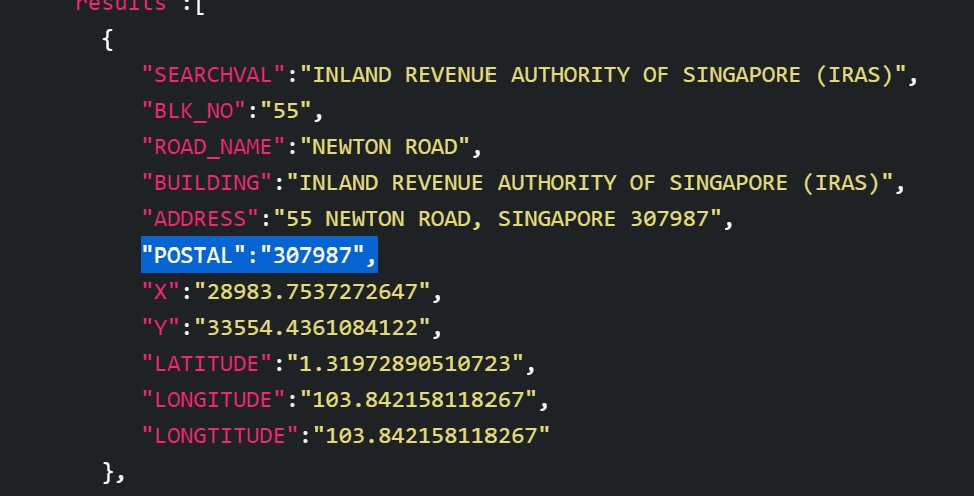 results":[
{
"SEARCHVAL":"INLAND REVENUE AUTHORITY OF SINGAPORE (IRAS)",
"BLK_NO":"55",
"ROAD_NAME":"NEWTON ROAD",
"BUILDING":"INLAND REVENUE AUTHORITY OF SINGAPORE (IRAS)",
"ADDRESS":"55 NEWTON ROAD, SINGAPORE 307987",
"POSTAL":"307987",
"X":"28983.7537272647",
"Y":"33554.4361084122",
"LATITUDE":"1.31972890510723",
"LONGITUDE":"103.842158118267",
"LONGTITUDE":"103.842158118267"
},